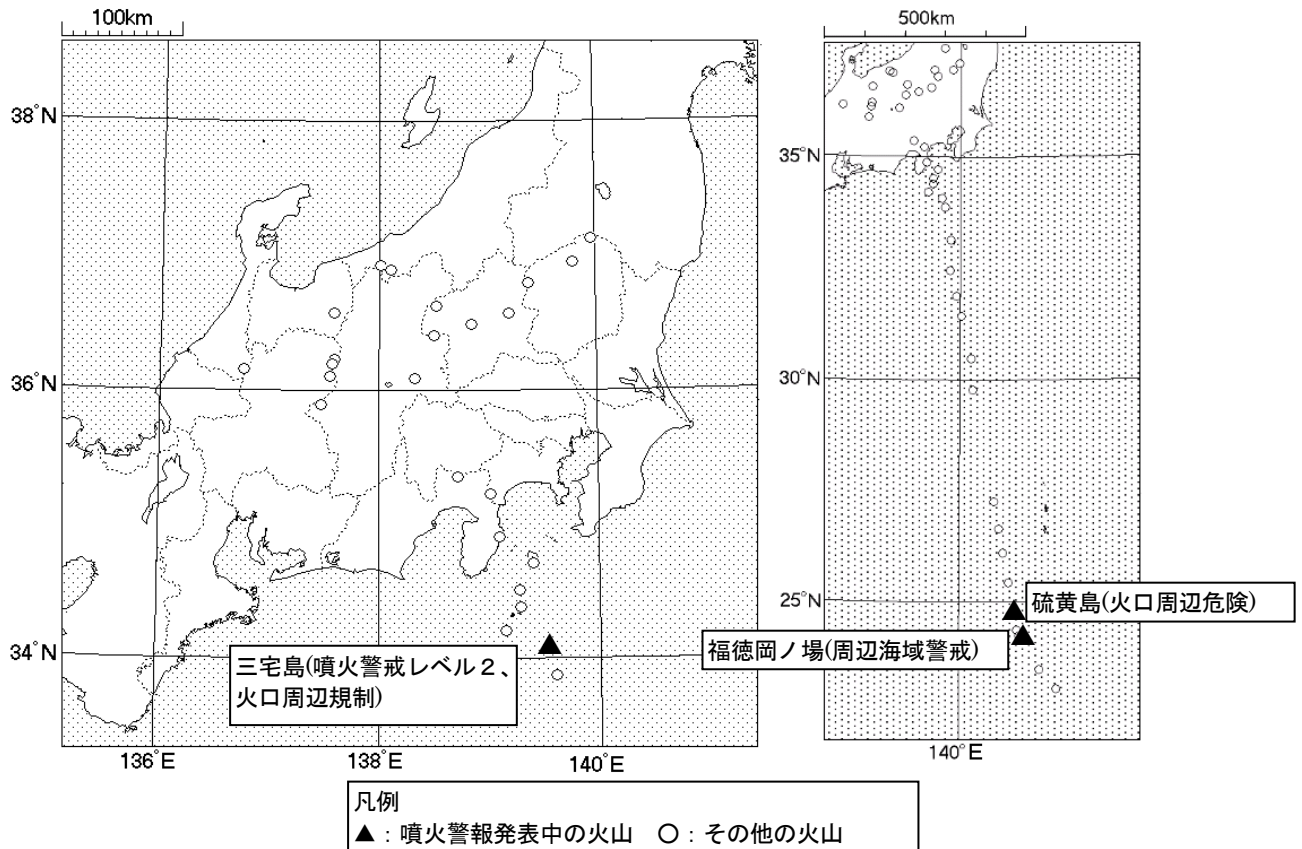 100km
500km
38°N
36°N
34°N
136°E
138°E
140°E
35°N
30°N
25°N
140°E
三宅島(噴火警戒レベル２、
火口周辺規制)
硫黄島(火口周辺危険)
福徳岡ノ場(周辺海域警戒)
凡例
▲：噴火警報発表中の火山　○：その他の火山